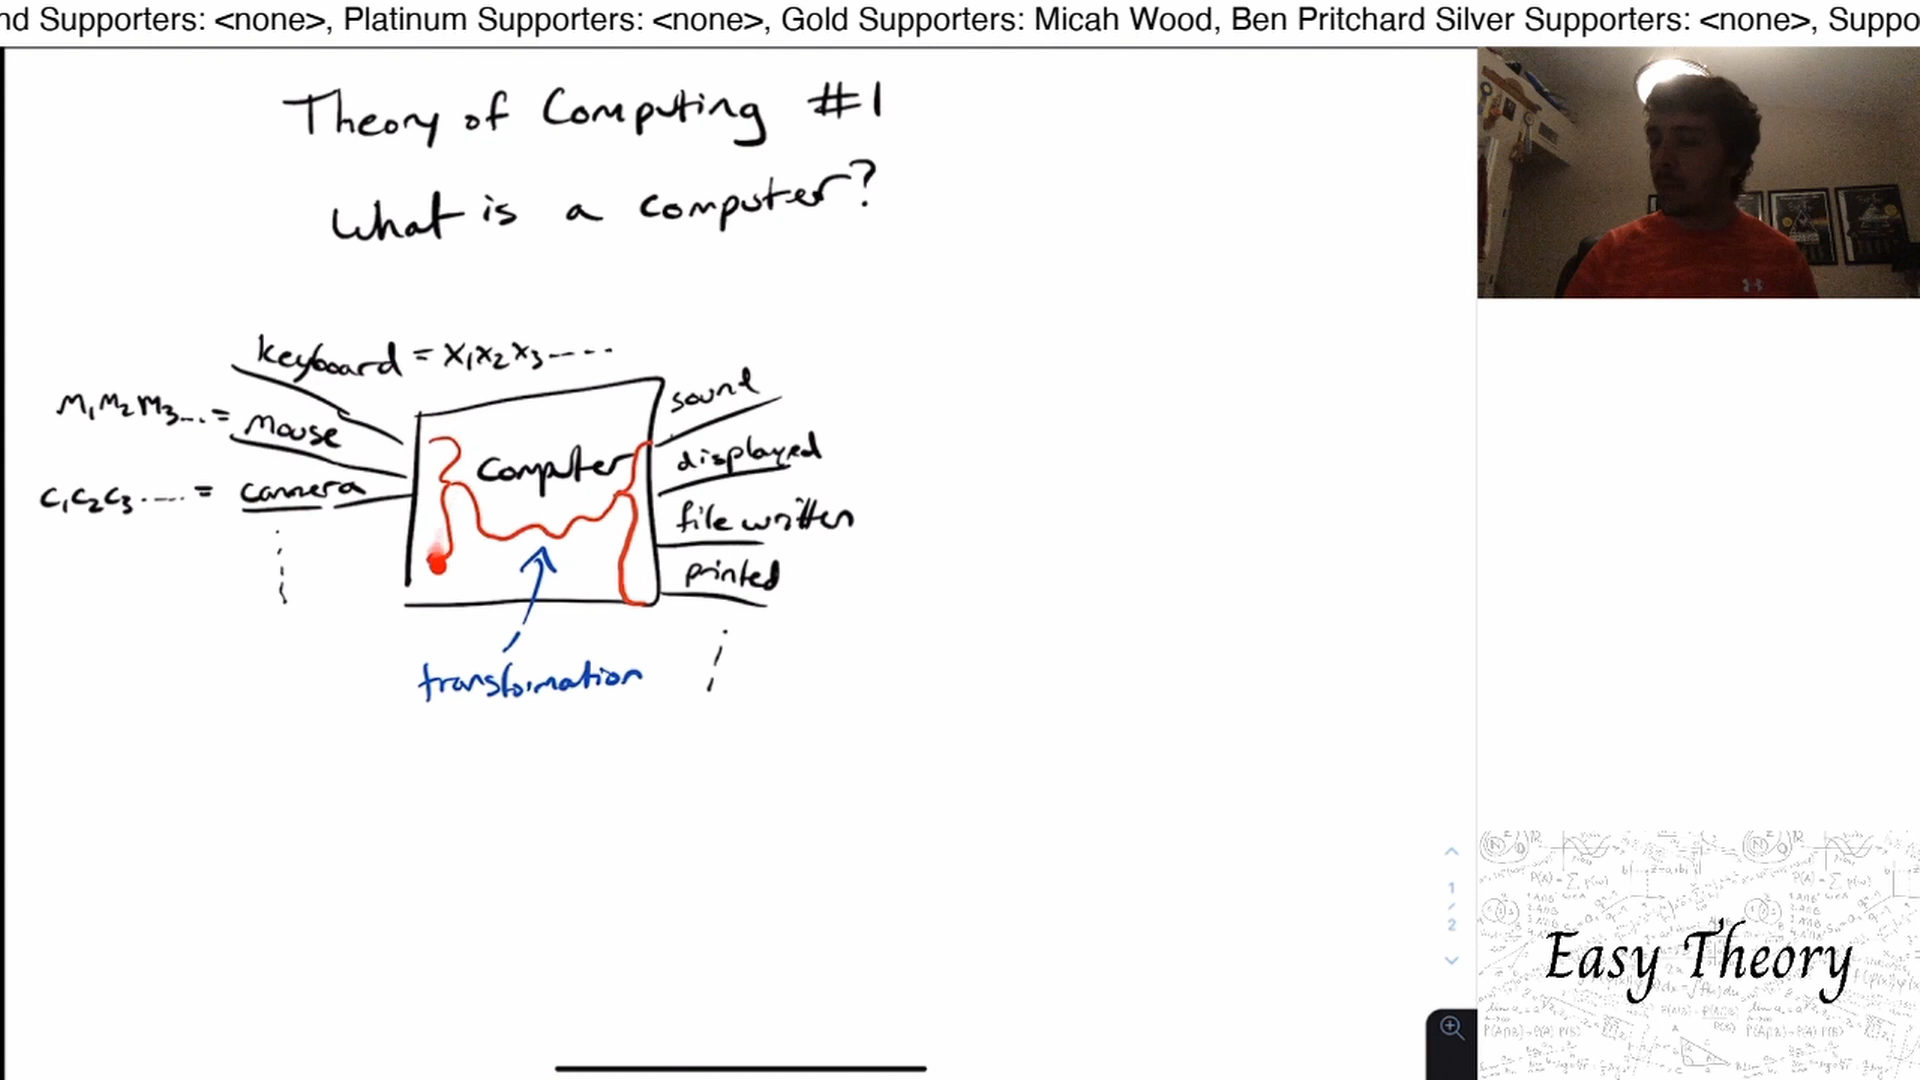 nd Supporters: <none>, Platinum Supporters: <none>, Gold Supporters: Micah Wood, Ben Pritchard Silver Supporters: <none>, Suppo
Theory of Computing #1
What is a computer?
keyboard = x₁x₂x₃----
M₁M₂M₃... = Mouse
C₁C₂C₃..... = camera
Computer
sound
displayed
file written
printed
transformation
1
2
Easy Theory